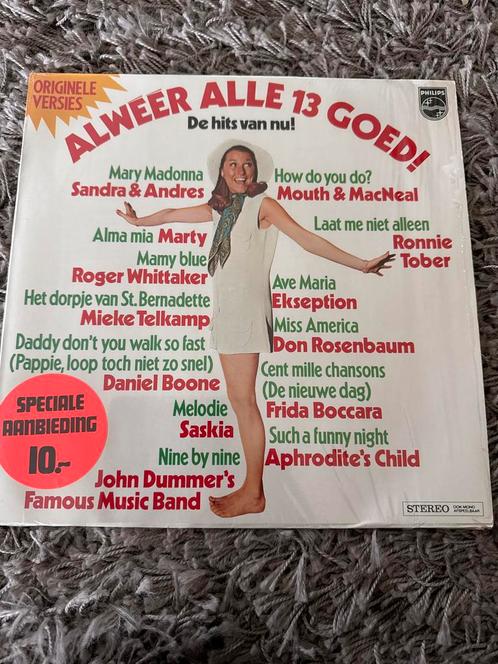 ORIGINELE
VERSIES
ALWEER ALLE 13 GOED!
De hits van nu!
PHILIPS
Mary Madonna
Sandra & Andres
Alma mia Marty
Mamy blue
Roger Whittaker
Het dorpje van St. Bernadette
Mieke Telkamp
Daddy don't you walk so fast
(Pappie, loop toch niet zo snel)
Daniel Boone
Melodie
Saskia
Nine by nine
John Dummer's
Famous Music Band
How do you do?
Mouth & MacNeal
Laat me niet alleen
Ronnie
Tober
Ave Maria
Ekseption
Miss America
Don Rosenbaum
Cent mille chansons
(De nieuwe dag)
Frida Boccara
Such a funny night
Aphrodite's Child
SPECIALE
AANBIEDING
10.-
STEREO
OOK MONO
AFSPEELBAAR